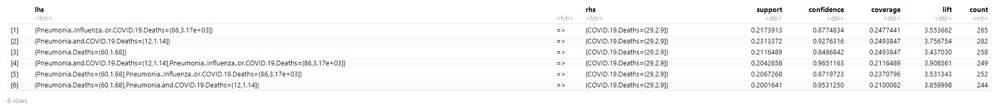 lhs rhs support confidence coverage lift count
<fctr> <fctr> <fctr> <dbl> <dbl> <dbl> <dbl> <int>
[1] {Pneumonia..Influenza..or.COVID.19.Deaths=(86,3.17e+03]} => {COVID.19.Deaths=(29,2.9]} 0.2173913 0.8774834 0.2477441 3.553662 265
[2] {Pneumonia.and.COVID.19.Deaths=(12,1.14]} => {COVID.19.Deaths=(29,2.9]} 0.2313372 0.9276316 0.2493847 3.756754 282
[3] {Pneumonia.Deaths=(60,1.68]} => {COVID.19.Deaths=(29,2.9]} 0.2116489 0.8486842 0.2493847 3.437030 258
[4] {Pneumonia.and.COVID.19.Deaths=(12,1.14],Pneumonia..Influenza..or.COVID.19.Deaths=(86,3.17e+03]} => {COVID.19.Deaths=(29,2.9]} 0.2042658 0.9651163 0.2116489 3.908561 249
[5] {Pneumonia.Deaths=(60,1.68],Pneumonia..Influenza..or.COVID.19.Deaths=(86,3.17e+03]} => {COVID.19.Deaths=(29,2.9]} 0.2067268 0.8719723 0.2370796 3.531343 252
[6] {Pneumonia.Deaths=(60,1.68],Pneumonia.and.COVID.19.Deaths=(12,1.14]} => {COVID.19.Deaths=(29,2.9]} 0.2001641 0.9531250 0.2100082 3.859998 244
6 rows